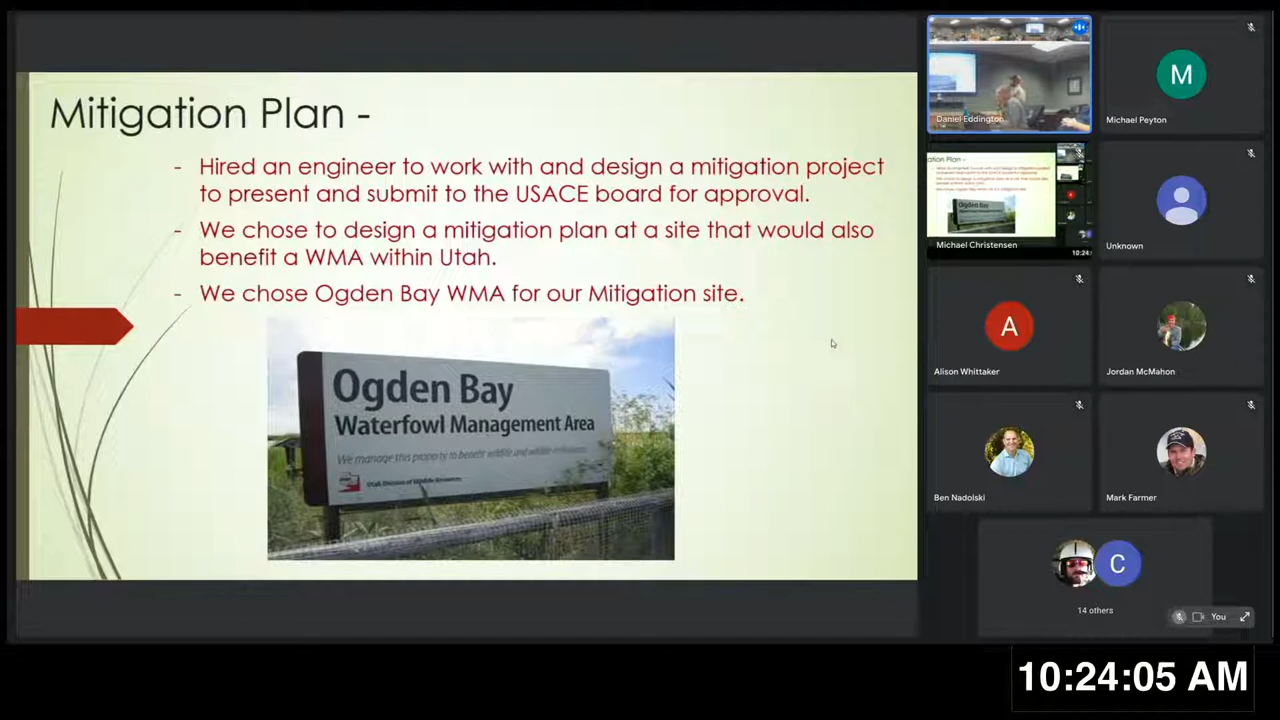 Mitigation Plan -
- Hired an engineer to work with and design a mitigation project
to present and submit to the USACE board for approval.
- We chose to design a mitigation plan at a site that would also
benefit a WMA within Utah.
- We chose Ogden Bay WMA for our Mitigation site.
Ogden Bay
Waterfowl Management Area
We manage this property to benefit wildlife and
Utah Division of Wildlife Resources
Daniel Eddington
M
Michael Peyton
Michael Christensen
Unknown
A
Alison Whittaker
Jordan McMahon
Ben Nadolski
Mark Farmer
C
14 others
You
10:24:05 AM